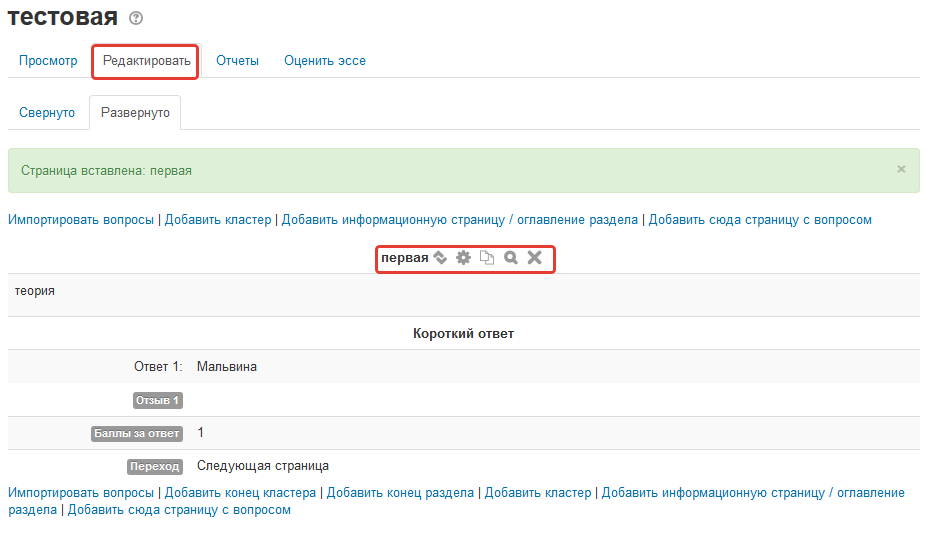 тестовая
Просмотр Редактировать Отчеты Оценить эссе
Свернуто Развернуто
Страница вставлена: первая ×
Импортировать вопросы | Добавить кластер | Добавить информационную страницу / оглавление раздела | Добавить сюда страницу с вопросом
первая
теория
Короткий ответ
Ответ 1: Мальвина
Отзыв 1
Баллы за ответ 1
Переход Следующая страница
Импортировать вопросы | Добавить конец кластера | Добавить конец раздела | Добавить кластер | Добавить информационную страницу / оглавление
раздела | Добавить сюда страницу с вопросом